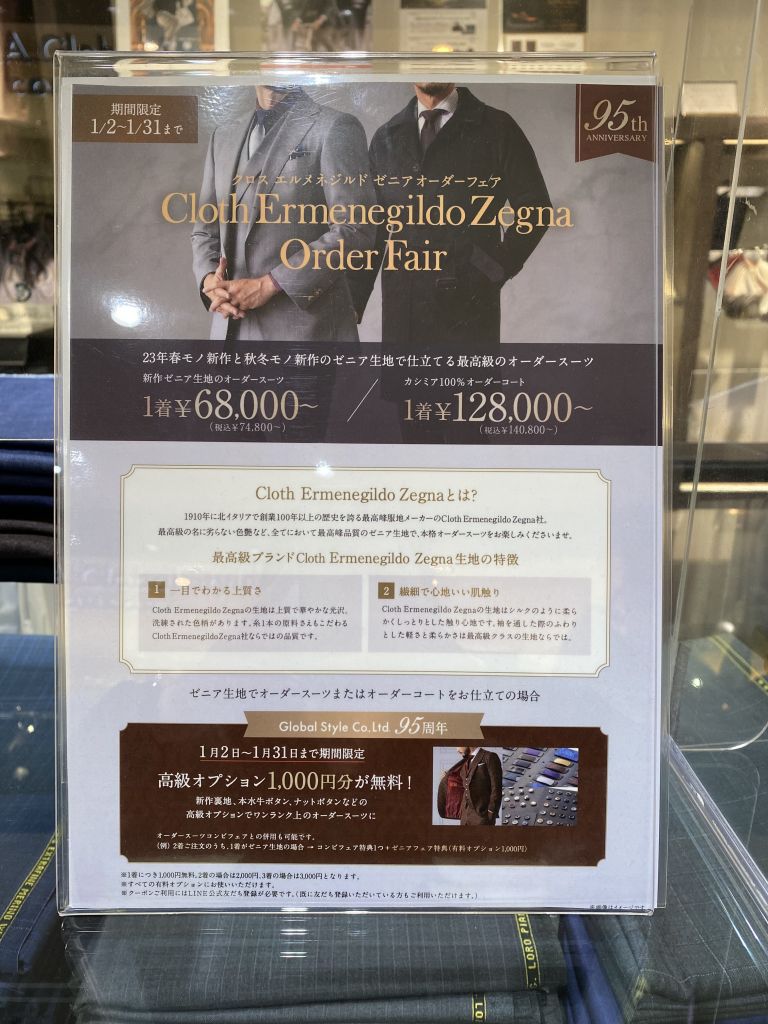 期間限定
1/2~1/31まで
95th
ANNIVERSARY
クロス エルメネジルド ゼニアオーダーフェア
Cloth Ermenegildo Zegna
Order Fair
23年春モノ新作と秋冬モノ新作のゼニア生地で仕立てる最高級のオーダースーツ
新作ゼニア生地のオーダースーツ
1着¥68,000~
(税込¥74,800~)
カシミア100%オーダーコート
1着¥128,000~
(税込¥140,800~)
Cloth Ermenegildo Zegnaとは?
1910年に北イタリアで創業100年以上の歴史を誇る最高峰服地メーカーのCloth Ermenegildo Zegna社。
最高級の名に劣らない色艶など、全てにおいて最高峰品質のゼニア生地で、本格オーダースーツをお楽しみくださいませ。
最高級ブランドCloth Ermenegildo Zegna生地の特徴
1 一目でわかる上質さ
Cloth Ermenegildo Zegnaの生地は上質で華やかな光沢、
洗練された色柄があります。糸1本の原料さえもこだわる
Cloth Ermenegildo Zegna社ならではの品質です。
2 繊細で心地いい肌触り
Cloth Ermenegildo Zegnaの生地はシルクのように柔ら
かくしっとりとした触り心地です。袖を通した際のふわり
とした軽さと柔らかさは最高級クラスの生地ならでは。
ゼニア生地でオーダースーツまたはオーダーコートをお仕立ての場合
Global Style Co.Ltd. 95周年
1月2日~1月31日まで期間限定
高級オプション1,000円分が無料!
新作裏地、本水牛ボタン、ナットボタンなどの
高級オプションでワンランク上のオーダースーツに
オーダースーツコンビフェアとの併用も可能です。
(例) 2着ご注文のうち、1着がゼニア生地の場合 → コンビフェア特典1つ+ゼニアフェア特典(有料オプション1,000円)
※1着につき1,000円無料、2着の場合は2,000円、3着の場合は3,000円となります。
※すべての有料オプションにお使いいただけます。
※クーポンご利用にはLINE公式友だち登録が必要です。(既に友だち登録いただいている方もご利用いただけます。)
※画像はイメージです
LORO PIAN